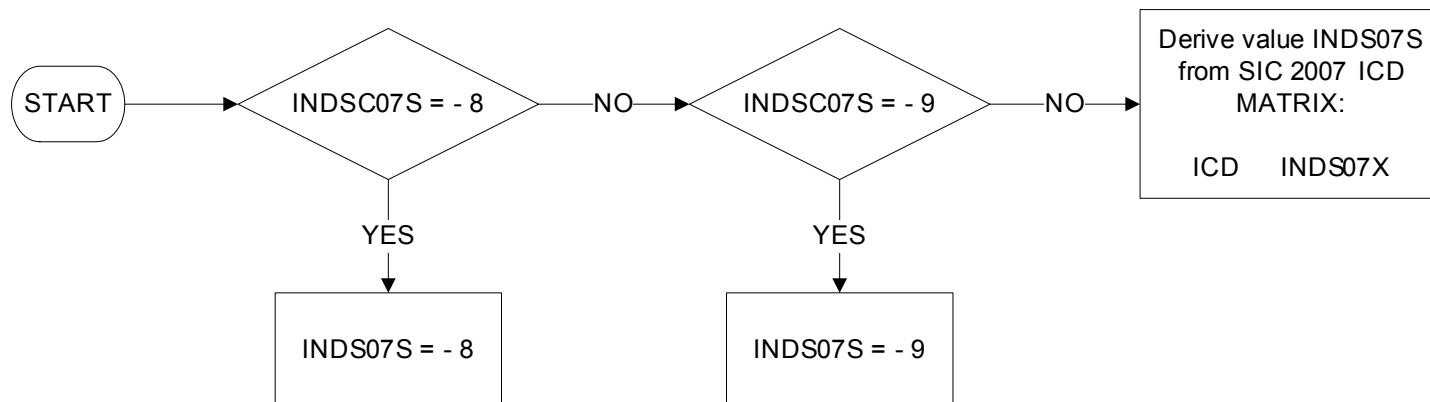 START
INDSC07S = - 8
NO
INDSC07S = - 9
NO
Derive value INDS07S
from SIC 2007 ICD
MATRIX:
ICD INDS07X
YES
YES
INDS07S = - 8
INDS07S = - 9